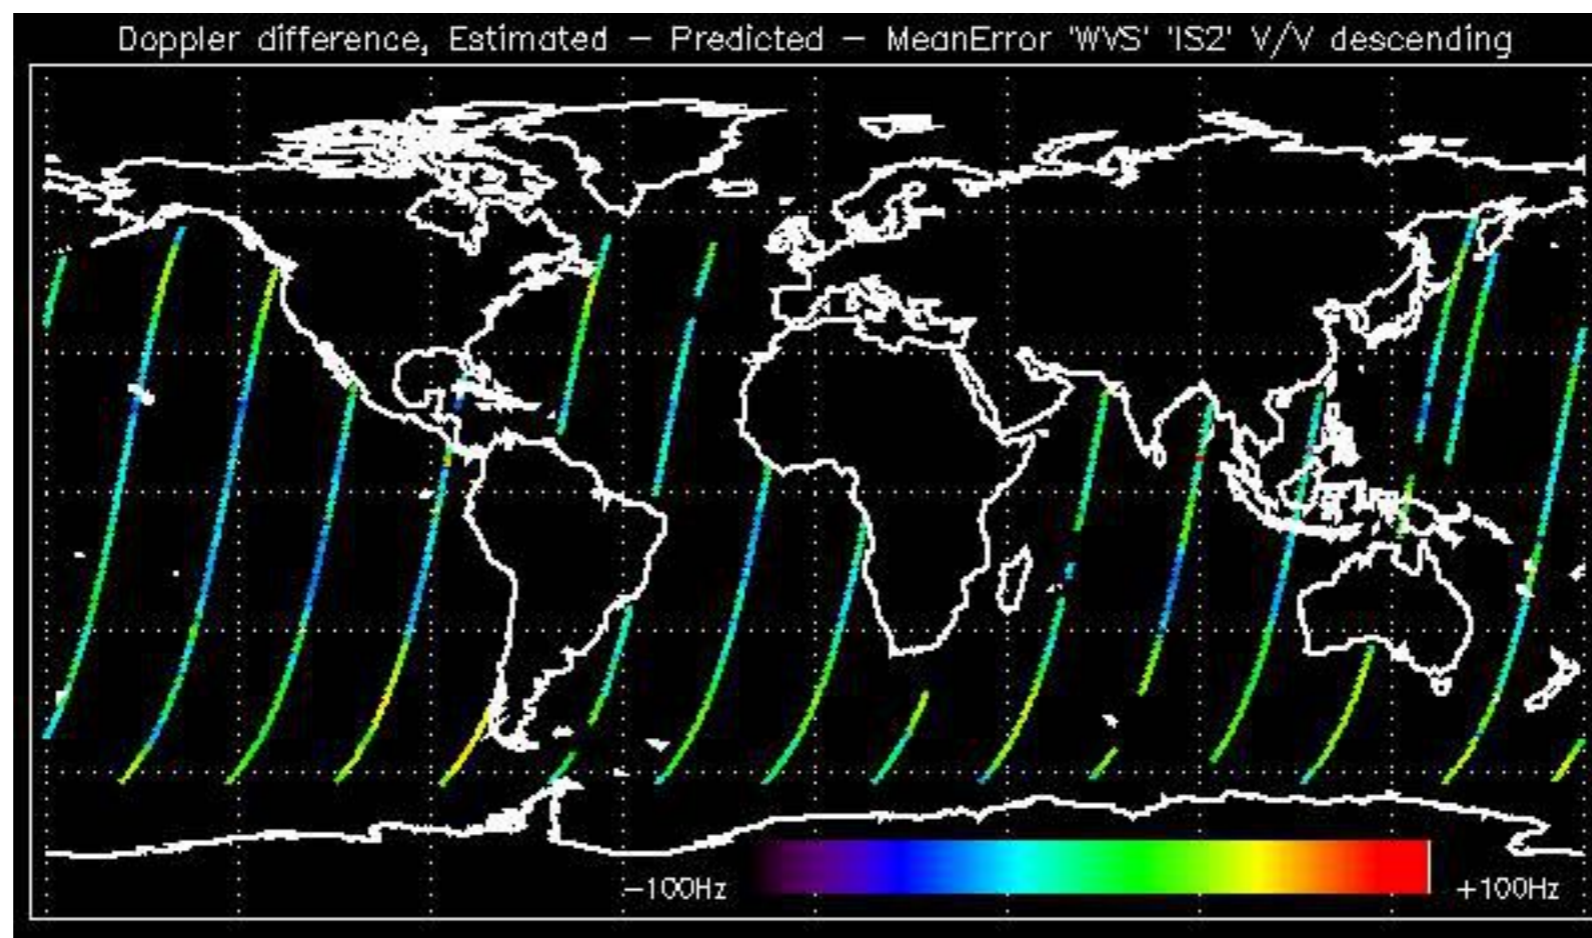 Doppler difference, Estimated – Predicted – MeanError 'WVS' 'IS2' V/V descending
−100Hz
+100Hz